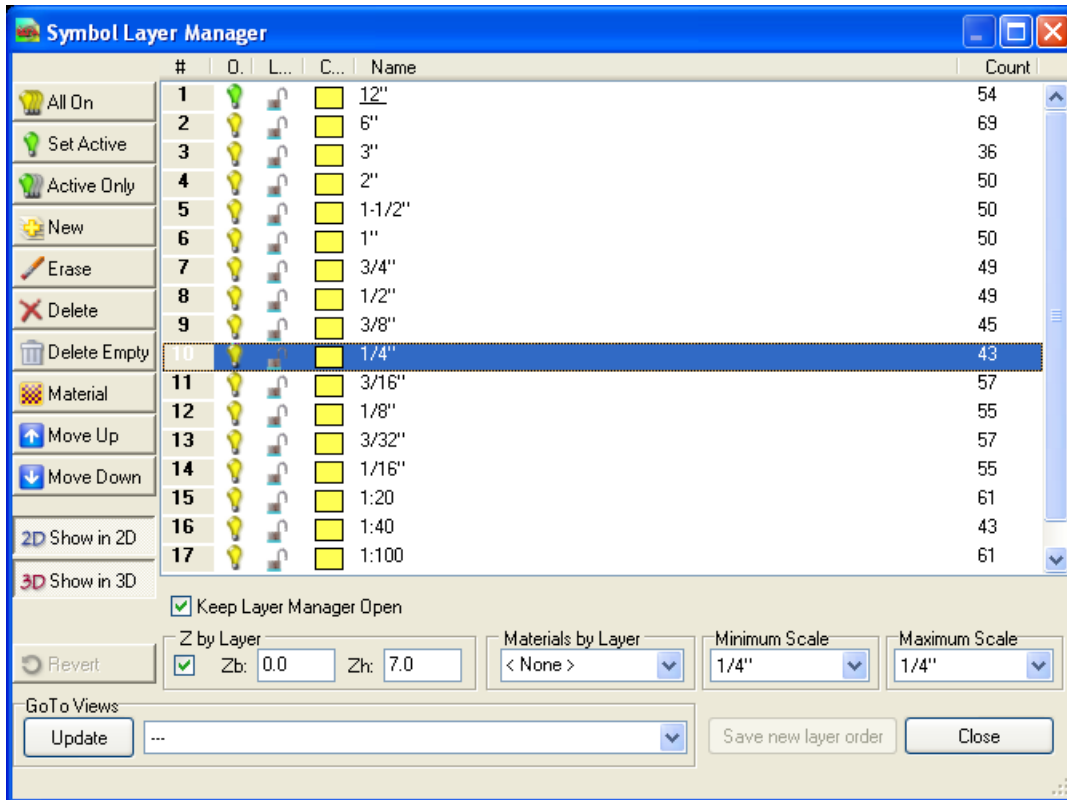 Symbol Layer Manager
# O. L... C... Name Count
All On
Set Active
Active Only
New
Erase
Delete
Delete Empty
Material
Move Up
Move Down
2D Show in 2D
3D Show in 3D
Revert
1 12" 54
2 6" 69
3 3" 36
4 2" 50
5 1-1/2" 50
6 1" 50
7 3/4" 49
8 1/2" 49
9 3/8" 45
10 1/4" 43
11 3/16" 57
12 1/8" 55
13 3/32" 57
14 1/16" 55
15 1:20 61
16 1:40 43
17 1:100 61
Keep Layer Manager Open
Z by Layer Materials by Layer Minimum Scale Maximum Scale
Zb: 0.0 Zh: 7.0 < None > 1/4" 1/4"
GoTo Views
Update --- Save new layer order Close